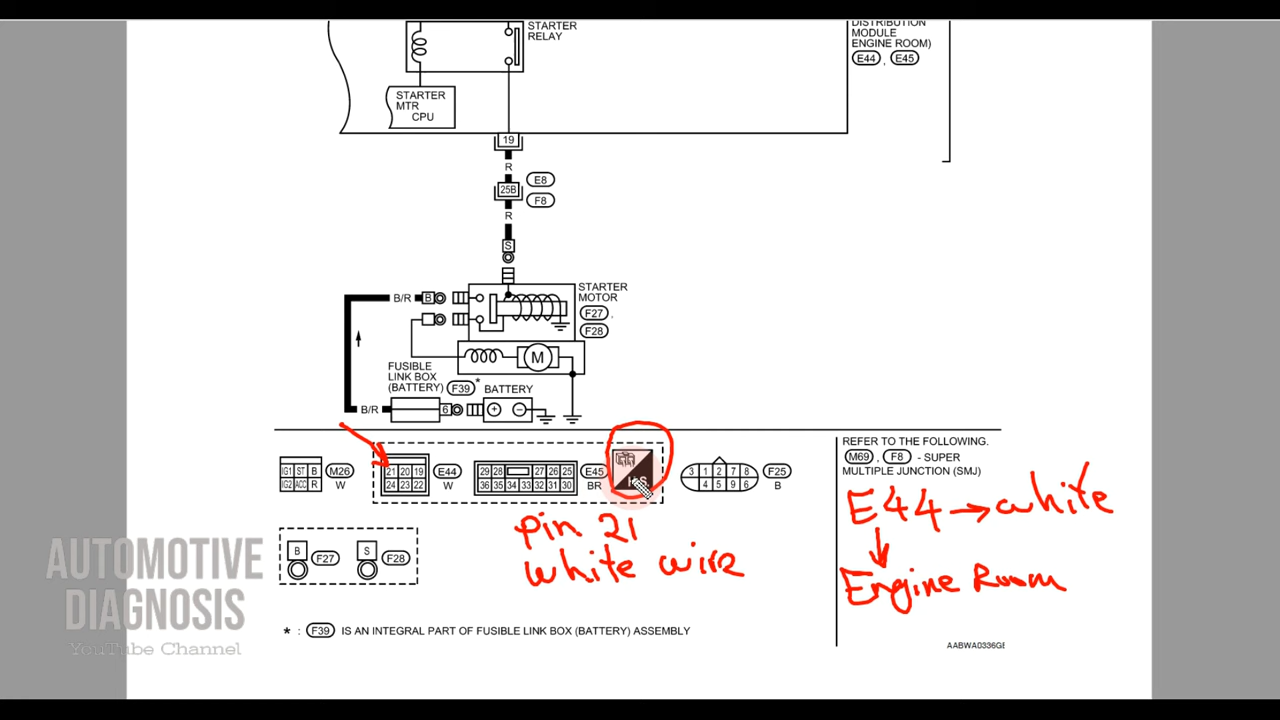 STARTER
RELAY
DISTRIBUTION
MODULE
ENGINE ROOM)
E44 , E45
STARTER
MTR
CPU
19
R
E8
25B
F8
R
S
STARTER
MOTOR
F27 ,
F28
B/R B
M
FUSIBLE
LINK BOX
(BATTERY) F39 * BATTERY
B/R 6 + −
REFER TO THE FOLLOWING.
M69 , F8 - SUPER
MULTIPLE JUNCTION (SMJ)
IG1 ST B
IG2 ACC R
M26
W
21 20 19
24 23 22
E44
W
29 28 27 26 25
36 35 34 33 32 31 30
E45
BR
3 1 2 7 8
4 5 9 6
F25
B
E44 → white
Engine Room
pin 21
white wire
B F27 S F28
AUTOMOTIVE
DIAGNOSIS
YouTube Channel
* : F39 IS AN INTEGRAL PART OF FUSIBLE LINK BOX (BATTERY) ASSEMBLY
AABWA0336GB